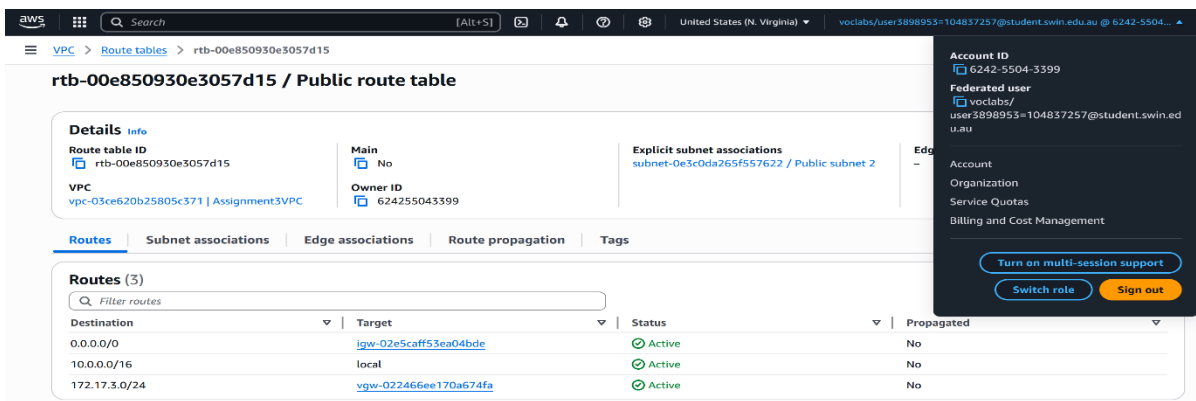 aws Search [Alt+S] United States (N. Virginia) voclabs/user3898953=104837257@student.swin.edu.au @ 6242-5504...
VPC > Route tables > rtb-00e850930e3057d15
rtb-00e850930e3057d15 / Public route table
Account ID
6242-5504-3399
Federated user
voclabs/
user3898953=104837257@student.swin.ed
u.au
Account
Organization
Service Quotas
Billing and Cost Management
Turn on multi-session support
Switch role Sign out
Details Info
Route table ID
rtb-00e850930e3057d15
Main
No
Explicit subnet associations
subnet-0e3c0da265f557622 / Public subnet 2
Edg
–
VPC
vpc-03ce620b25805c371 | Assignment3VPC
Owner ID
624255043399
Routes Subnet associations Edge associations Route propagation Tags
Routes (3)
Filter routes
Destination Target Status Propagated
0.0.0.0/0 igw-02e5caff53ea04bde Active No
10.0.0.0/16 local Active No
172.17.3.0/24 vgw-022466ee170a674fa Active No